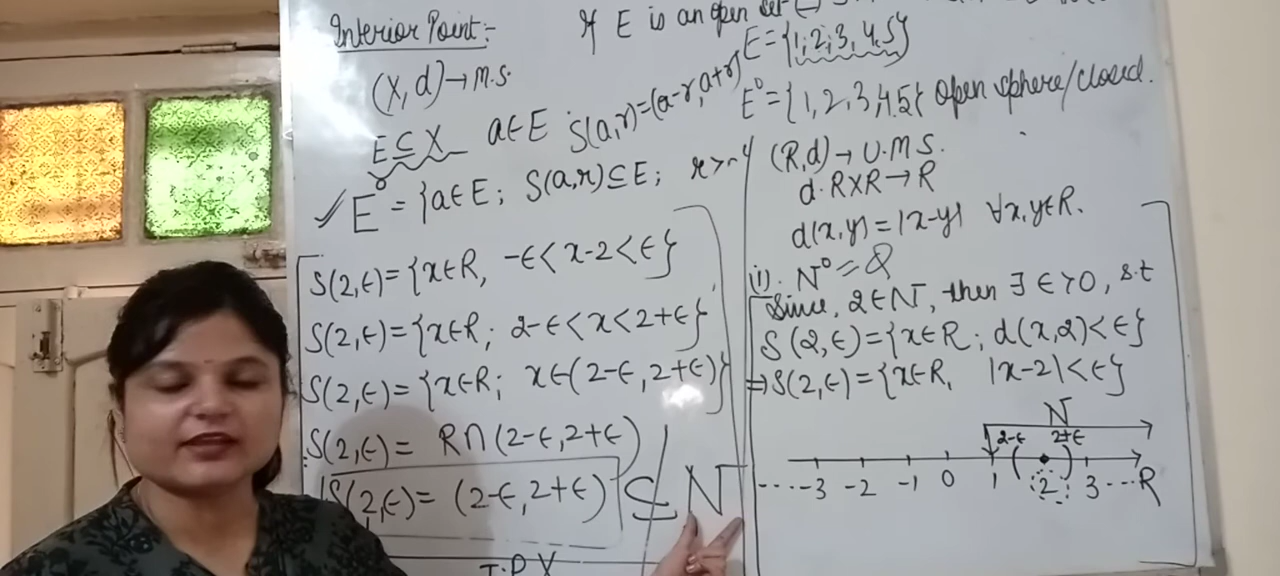 Interior Point:-
(X, d) → M.S.
E ⊆ X a ∈ E S(a, r) = (a-r, a+r)
E° = {a ∈ E; S(a, r) ⊆ E; r >
If E is an open set
E = {1, 2, 3, 4, 5}
E° = {1, 2, 3, 4, 5} open sphere/closed.
(R, d) → U.M.S.
d: R×R → R
d(x, y) = |x-y| ∀ x, y ∈ R.
(i). N° = Ø
Since, 2 ∈ N, then ∃ ϵ > 0, s.t
S(2, ϵ) = {x ∈ R; d(x, 2) < ϵ}
⇒ S(2, ϵ) = {x ∈ R, |x-2| < ϵ}
N
2-ϵ 2+ϵ
....-3 -2 -1 0 1 2 3 ... R
S(2, ϵ) = {x ∈ R, -ϵ < x-2 < ϵ}
S(2, ϵ) = {x ∈ R; 2-ϵ < x < 2+ϵ}
S(2, ϵ) = {x ∈ R; x ∈ (2-ϵ, 2+ϵ)}
S(2, ϵ) = R ∩ (2-ϵ, 2+ϵ)
S(2, ϵ) = (2-ϵ, 2+ϵ) ⊈ N